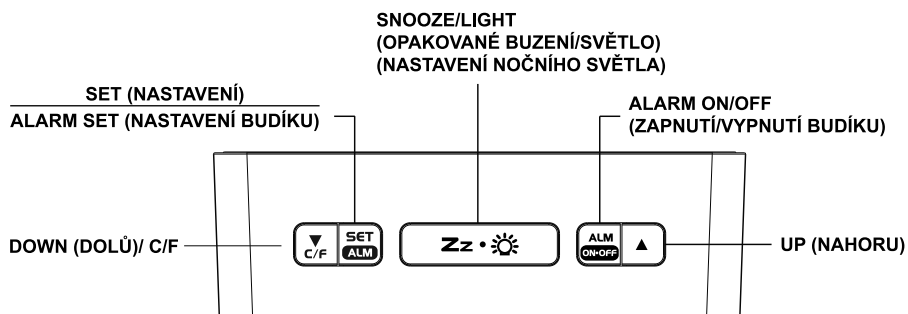 SNOOZE/LIGHT
(OPAKOVANÉ BUZENÍ/SVĚTLO)
(NASTAVENÍ NOČNÍHO SVĚTLA)
SET (NASTAVENÍ)
ALARM SET (NASTAVENÍ BUDÍKU)
ALARM ON/OFF
(ZAPNUTÍ/VYPNUTÍ BUDÍKU)
DOWN (DOLŮ)/ C/F
▼
C/F
SET
ALM
Zz •
ALM
ON•OFF
▲
UP (NAHORU)